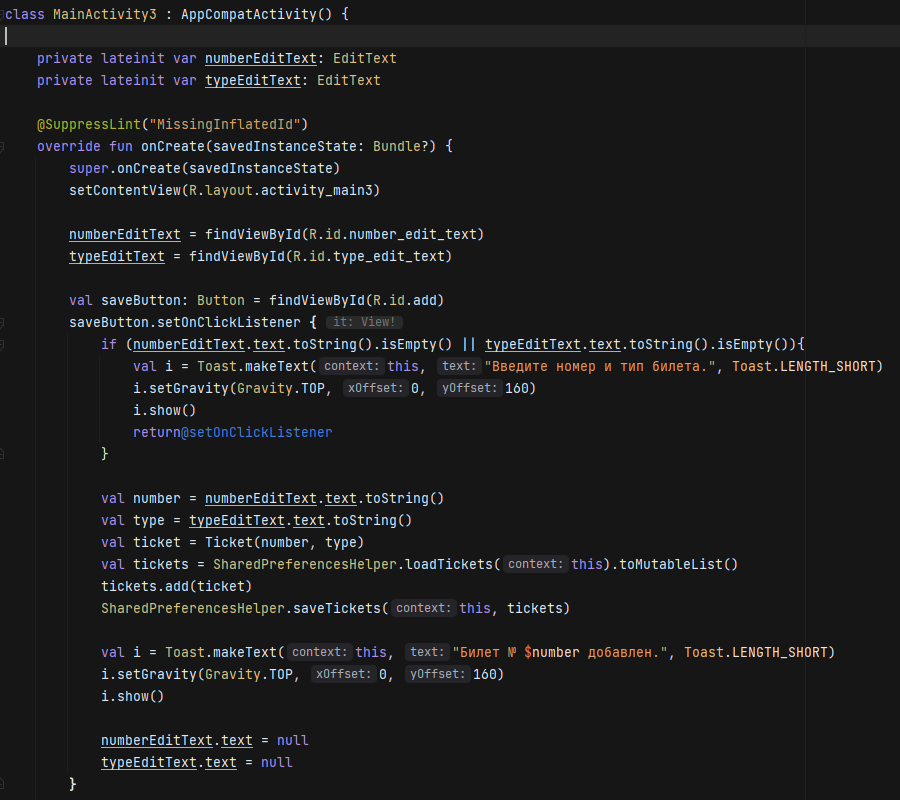 class MainActivity3 : AppCompatActivity() {
private lateinit var numberEditText: EditText
private lateinit var typeEditText: EditText
@SuppressLint("MissingInflatedId")
override fun onCreate(savedInstanceState: Bundle?) {
super.onCreate(savedInstanceState)
setContentView(R.layout.activity_main3)
numberEditText = findViewById(R.id.number_edit_text)
typeEditText = findViewById(R.id.type_edit_text)
val saveButton: Button = findViewById(R.id.add)
saveButton.setOnClickListener { it: View!
if (numberEditText.text.toString().isEmpty() || typeEditText.text.toString().isEmpty()){
val i = Toast.makeText( context: this, text: "Введите номер и тип билета.", Toast.LENGTH_SHORT)
i.setGravity(Gravity.TOP, xOffset: 0, yOffset: 160)
i.show()
return@setOnClickListener
}
val number = numberEditText.text.toString()
val type = typeEditText.text.toString()
val ticket = Ticket(number, type)
val tickets = SharedPreferencesHelper.loadTickets( context: this).toMutableList()
tickets.add(ticket)
SharedPreferencesHelper.saveTickets( context: this, tickets)
val i = Toast.makeText( context: this, text: "Билет № $number добавлен.", Toast.LENGTH_SHORT)
i.setGravity(Gravity.TOP, xOffset: 0, yOffset: 160)
i.show()
numberEditText.text = null
typeEditText.text = null
}